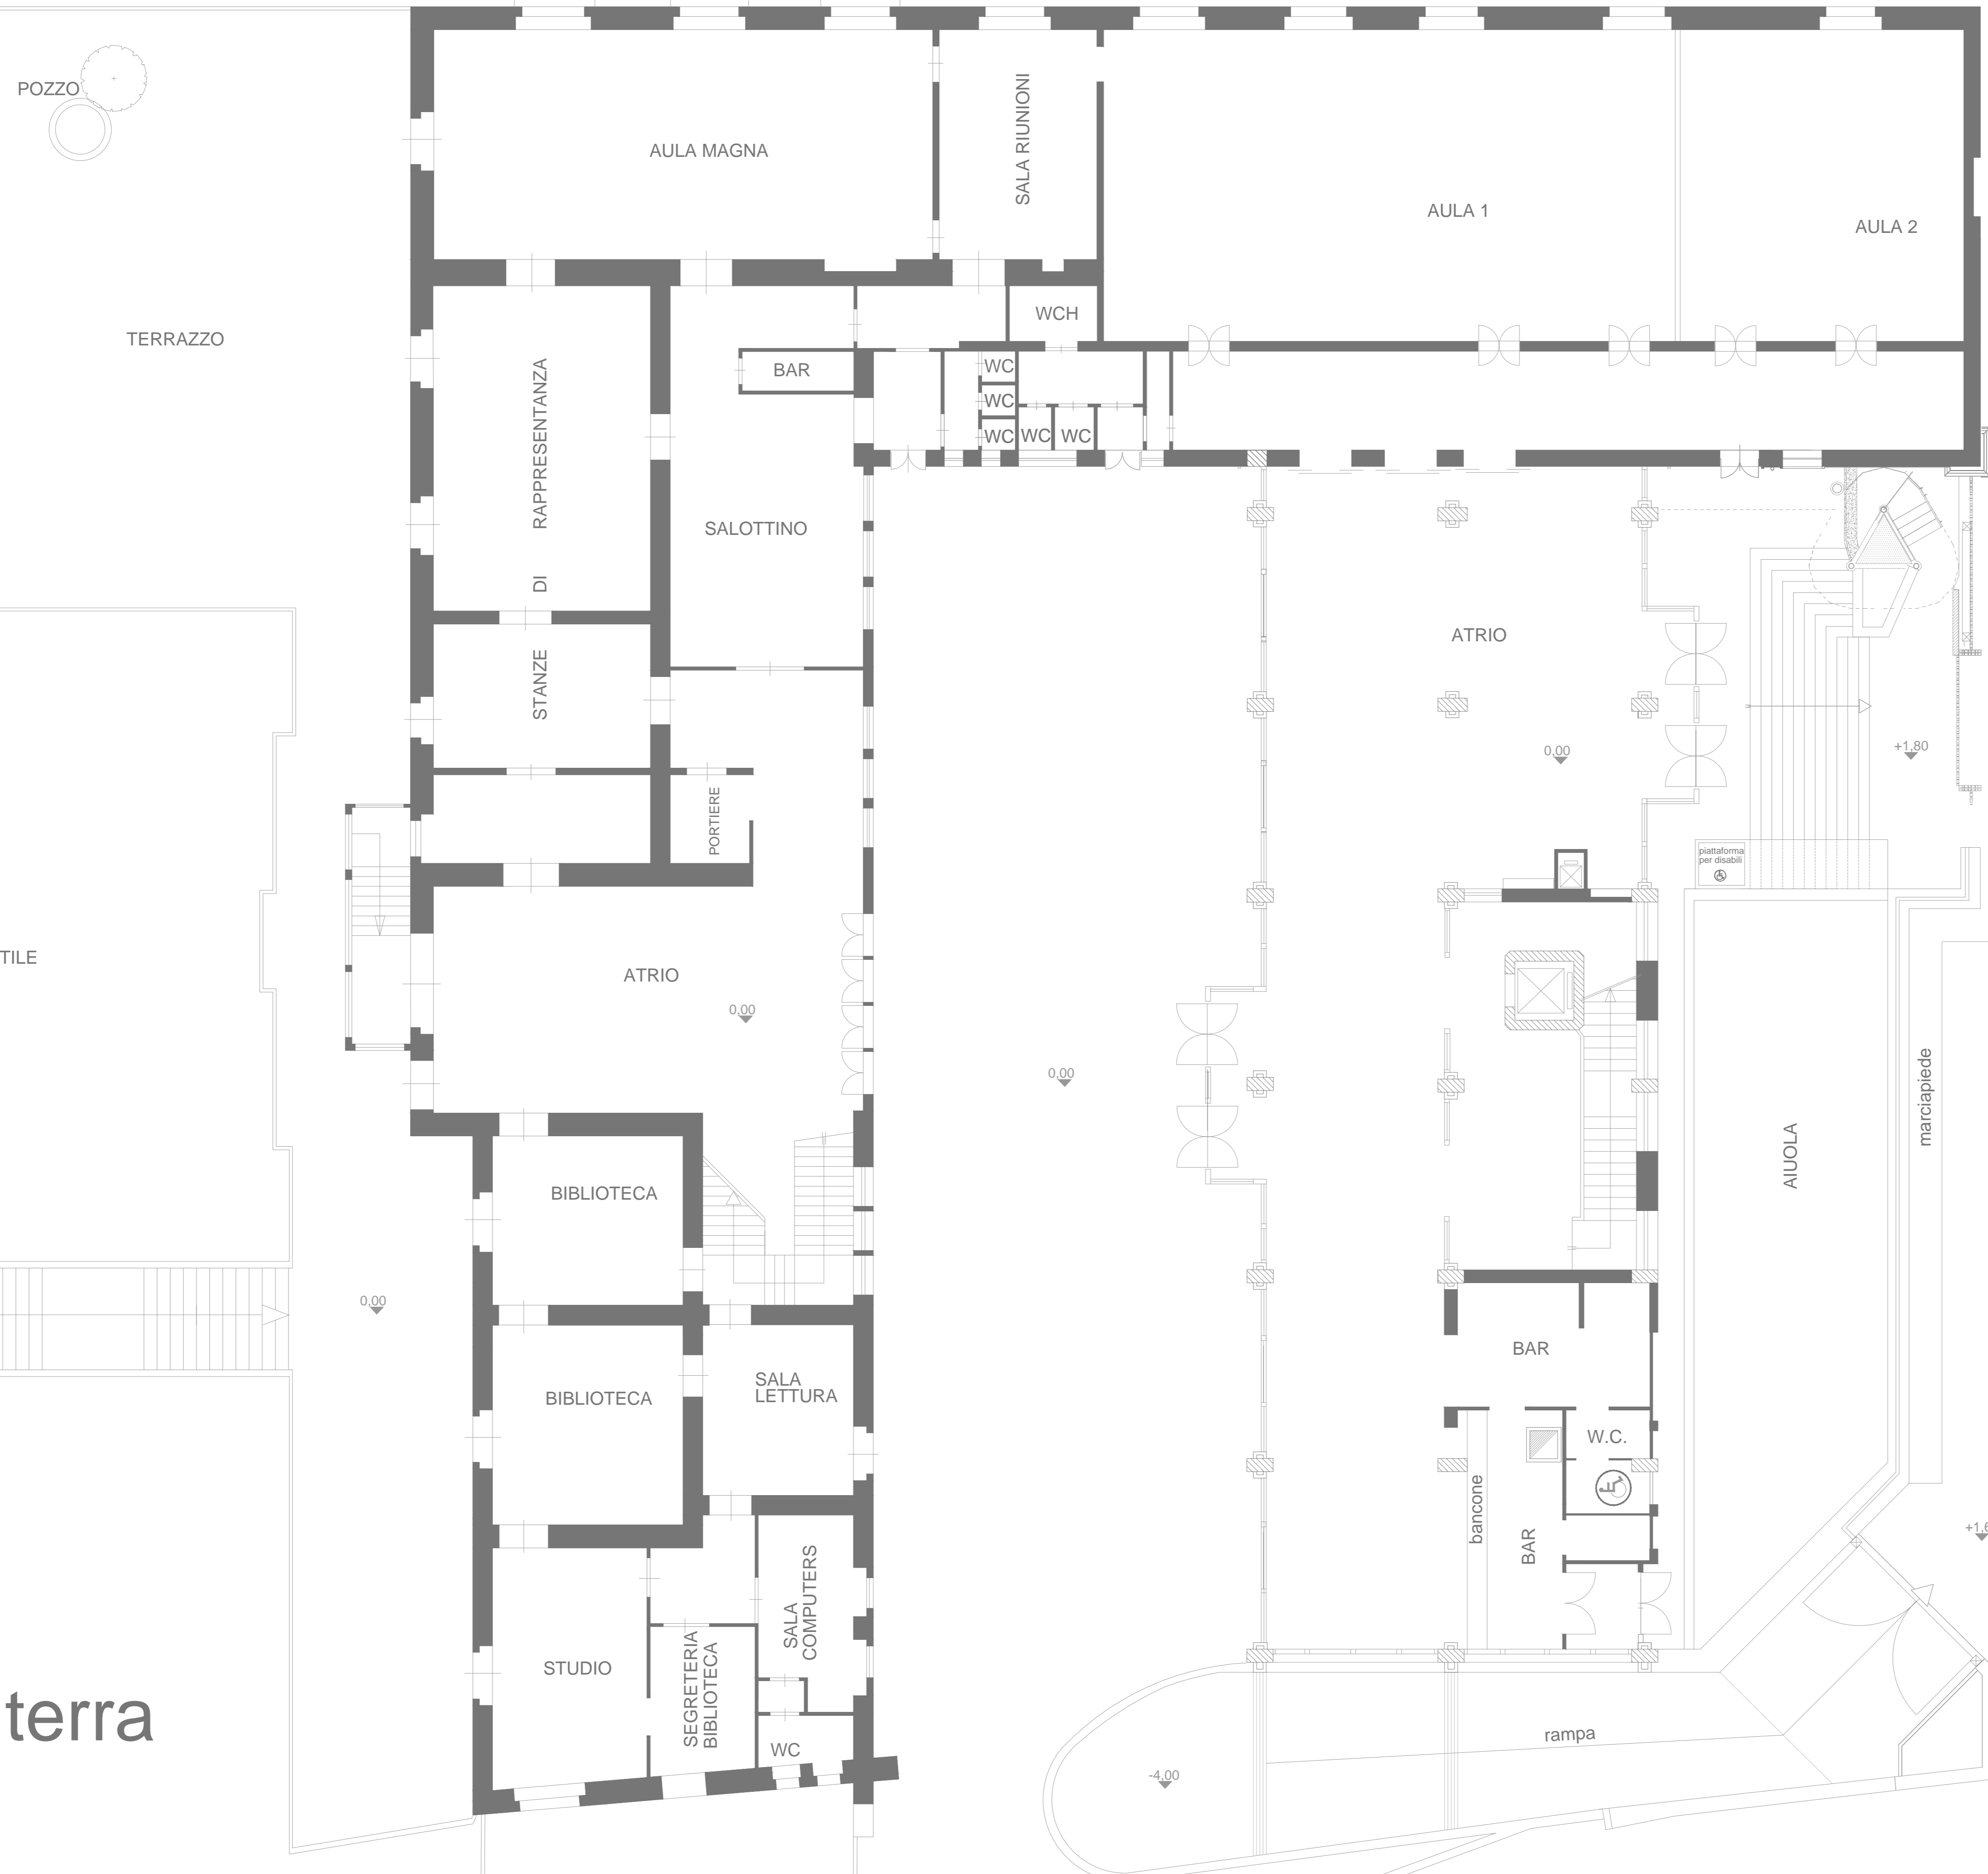 POZZO
AULA MAGNA
SALA RIUNIONI
AULA 1
AULA 2
TERRAZZO
STANZE DI RAPPRESENTANZA
BAR
WCH
WC
WC
WC
WC
WC
SALOTTINO
ATRIO
0,00
+1,80
PORTIERE
piattaforma
per disabili
TILE
ATRIO
0,00
0,00
marciapiede
AIUOLA
BIBLIOTECA
0,00
BIBLIOTECA
SALA
LETTURA
BAR
W.C.
bancone
BAR
SALA
COMPUTERS
STUDIO
SEGRETERIA
BIBLIOTECA
WC
terra
rampa
-4,00